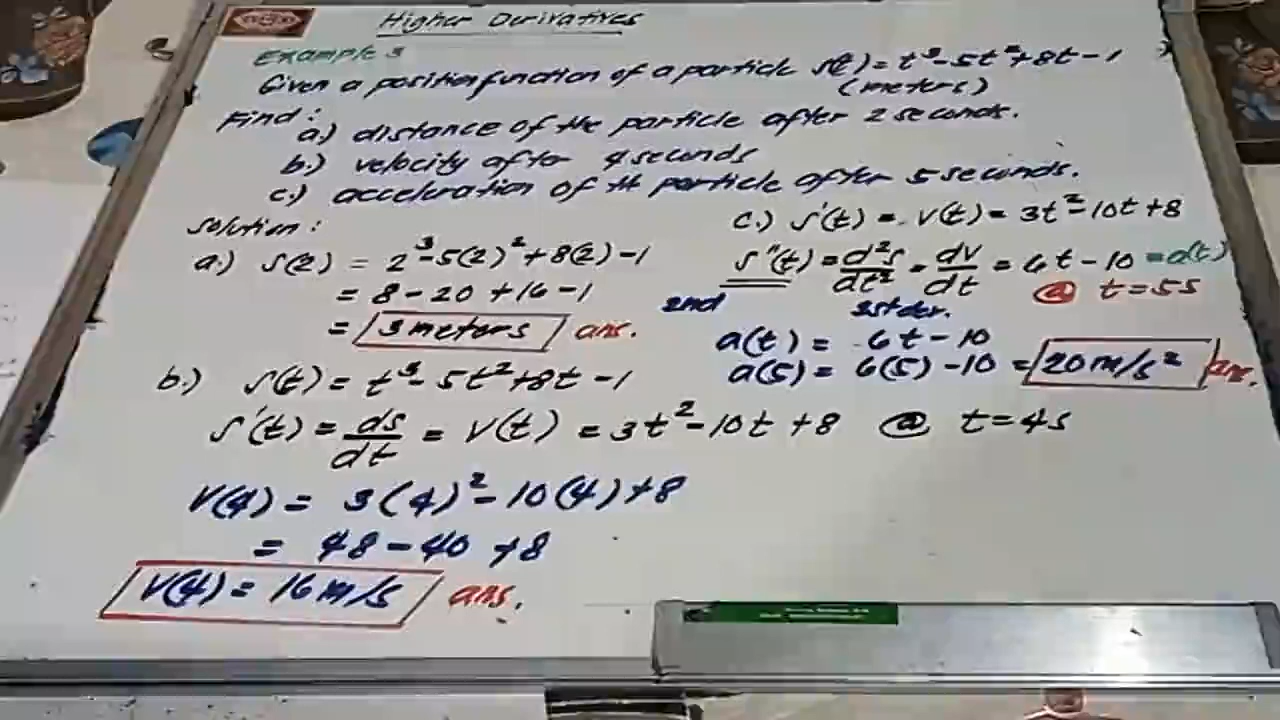 Higher Derivatives
Example 3
Given a position function of a particle s(t) = t³-5t²+8t-1
(meters)
Find:
a.) distance of the particle after 2 seconds.
b.) velocity after 4 seconds
c.) acceleration of the particle after 5 seconds.
Solution:
a.) s(2) = 2³-5(2)²+8(2)-1
= 8-20+16-1
= 3 meters ans.
b.) s(t) = t³-5t²+8t-1
s'(t) = ds/dt = v(t) = 3t²-10t+8 @ t=4s
V(4) = 3(4)²-10(4)+8
= 48-40+8
V(4) = 16 m/s ans.
c.) s'(t) = v(t) = 3t²-10t+8
s''(t) = d²s/dt² = dv/dt = 6t-10 = a(t)
@ t=5s
2nd 1st der.
a(t) = 6t-10
a(5) = 6(5)-10 = 20 m/s² ans.